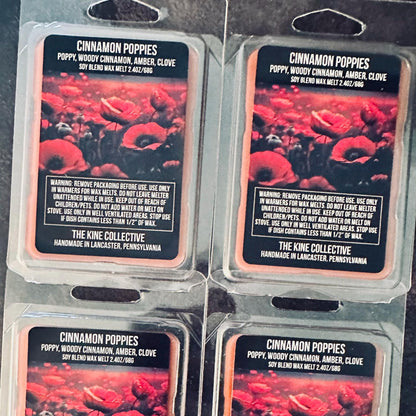 CINNAMON POPPIES
POPPY, WOODY CINNAMON, AMBER, CLOVE
SOY BLEND WAX MELT 2.4OZ/68G
WARNING: REMOVE PACKAGING BEFORE USE. USE ONLY
IN WARMERS FOR WAX MELTS. DO NOT LEAVE MELTER
UNATTENDED WHILE IN USE. KEEP OUT OF REACH OF
CHILDREN/PETS. DO NOT ADD WATER OR MELT ON
STOVE. USE ONLY IN WELL VENTILATED AREAS. STOP USE
IF DISH CONTAINS LESS THAN 1/2" OF WAX.
THE KINE COLLECTIVE
HANDMADE IN LANCASTER, PENNSYLVANIA
CINNAMON POPPIES
POPPY, WOODY CINNAMON, AMBER, CLOVE
SOY BLEND WAX MELT 2.4OZ/68G
WARNING: REMOVE PACKAGING BEFORE USE. USE ONLY
IN WARMERS FOR WAX MELTS. DO NOT LEAVE MELTER
UNATTENDED WHILE IN USE. KEEP OUT OF REACH OF
CHILDREN/PETS. DO NOT ADD WATER OR MELT ON
STOVE. USE ONLY IN WELL VENTILATED AREAS. STOP USE
IF DISH CONTAINS LESS THAN 1/2" OF WAX.
THE KINE COLLECTIVE
HANDMADE IN LANCASTER, PENNSYLVANIA
CINNAMON POPPIES
POPPY, WOODY CINNAMON, AMBER, CLOVE
SOY BLEND WAX MELT 2.4OZ/68G
CINNAMON POPPIES
POPPY, WOODY CINNAMON, AMBER, CLOVE
SOY BLEND WAX MELT 2.4OZ/68G